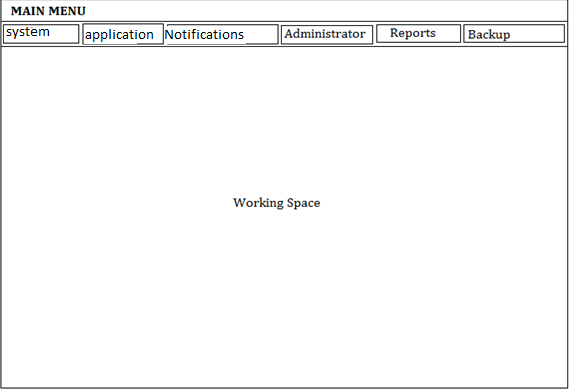 MAIN MENU
system application Notifications Administrator Reports Backup
Working Space